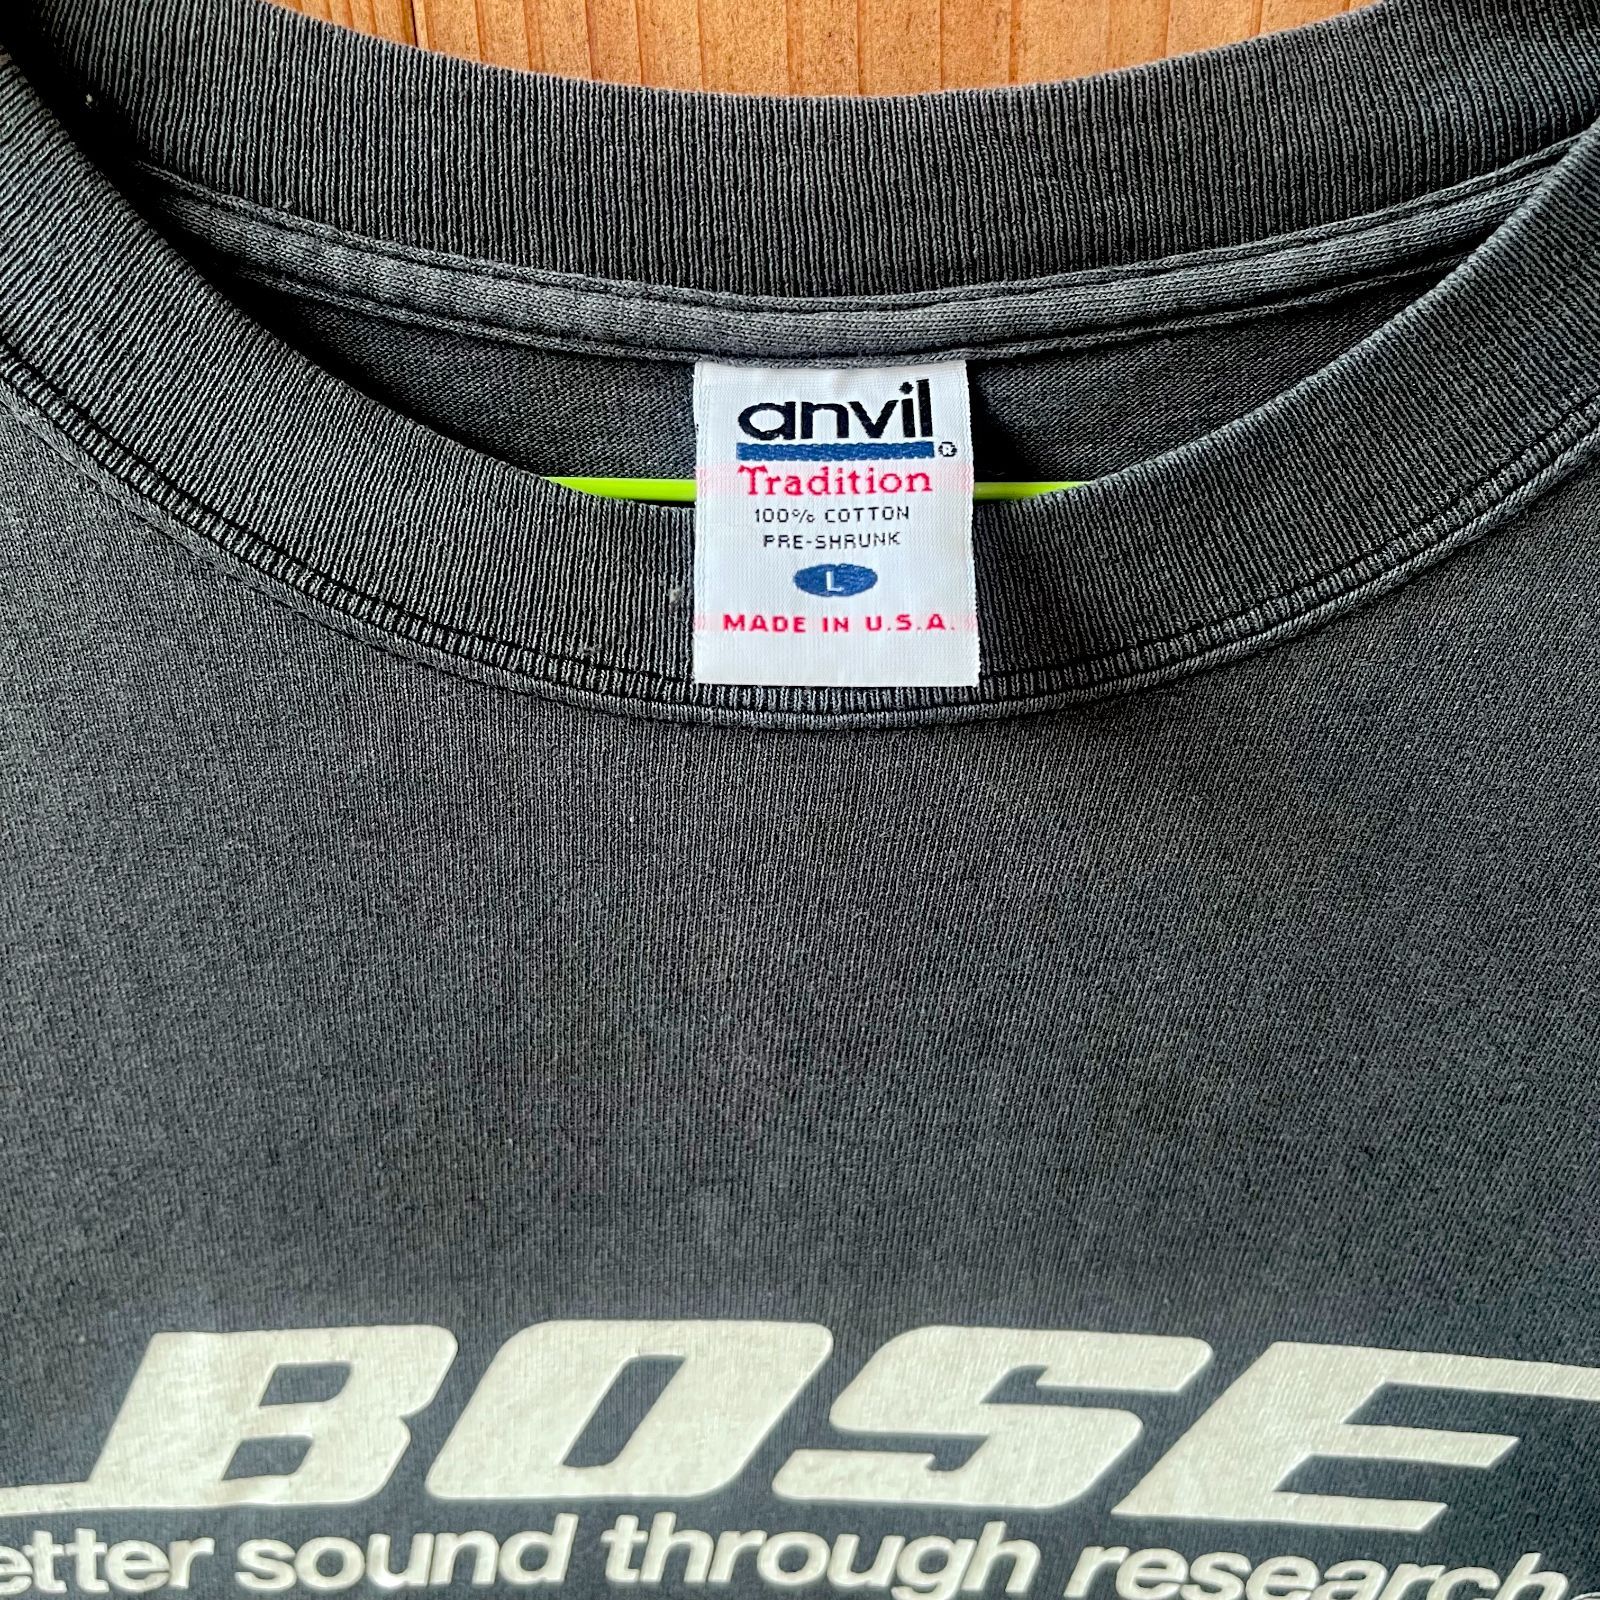 anvil®
Tradition
100% COTTON
PRE-SHRUNK
L
MADE IN U.S.A.
BOSE
etter sound through research